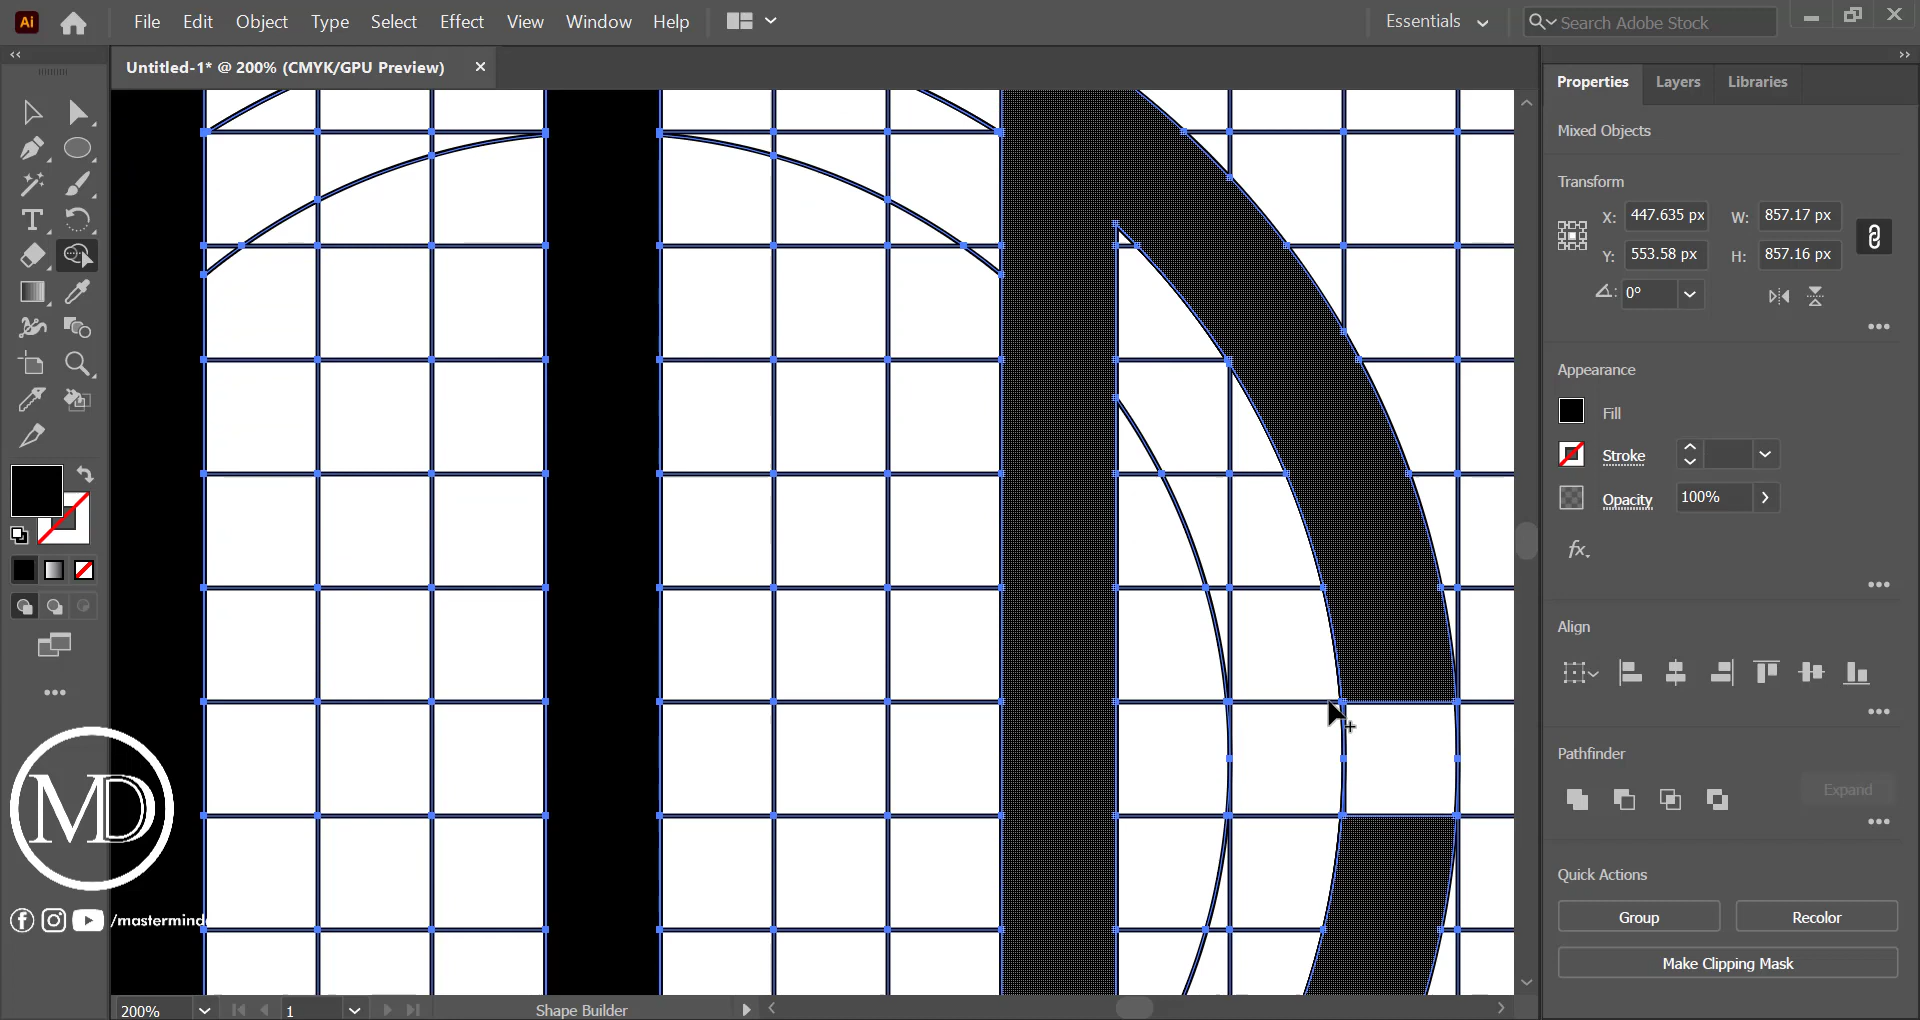 Ai File Edit Object Type Select Effect View Window Help Essentials Search Adobe Stock
Untitled-1* @ 200% (CMYK/GPU Preview)
Properties Layers Libraries
Mixed Objects
Transform
X: 447.635 px W: 857.17 px
Y: 553.58 px H: 857.16 px
0°
Appearance
Fill
Stroke
Opacity 100%
fx.
Align
Pathfinder
Expand
Quick Actions
Group Recolor
Make Clipping Mask
MD
/mastermind
200% 1 Shape Builder